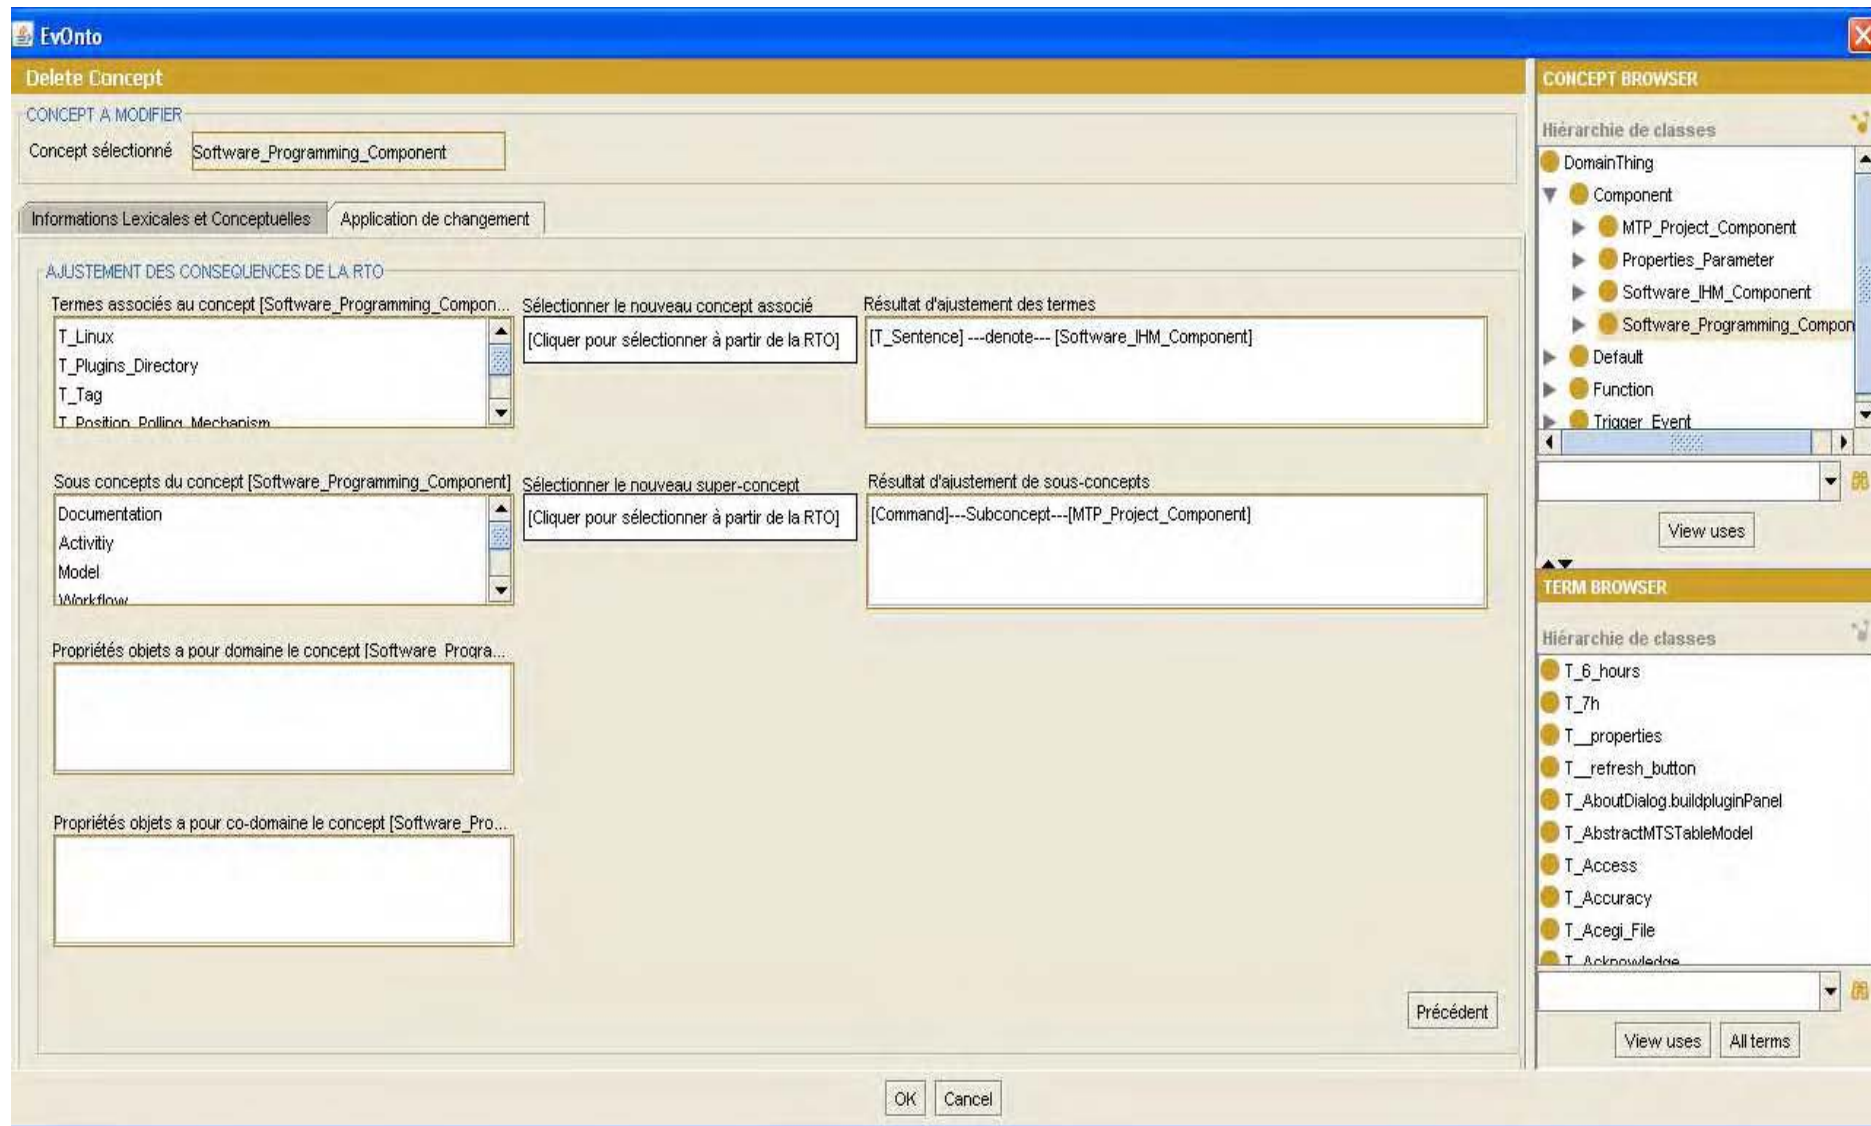 EvOnto
Delete Concept
CONCEPT A MODIFIER
Concept sélectionné Software_Programming_Component
Informations Lexicales et Conceptuelles Application de changement
AJUSTEMENT DES CONSEQUENCES DE LA RTO
Termes associés au concept [Software_Programming_Compon...
T_Linux
T_Plugins_Directory
T_Tag
T_Position_Polling_Mechanism
Sélectionner le nouveau concept associé
[Cliquer pour sélectionner à partir de la RTO]
Résultat d'ajustement des termes
[T_Sentence] ---denote--- [Software_IHM_Component]
Sous concepts du concept [Software_Programming_Component]
Documentation
Activitiy
Model
Workflow
Sélectionner le nouveau super-concept
[Cliquer pour sélectionner à partir de la RTO]
Résultat d'ajustement de sous-concepts
[Command]---Subconcept---[MTP_Project_Component]
Propriétés objets a pour domaine le concept [Software_Progra...
Propriétés objets a pour co-domaine le concept [Software_Pro...
Précédent
OK Cancel
CONCEPT BROWSER
Hiérarchie de classes
DomainThing
Component
MTP_Project_Component
Properties_Parameter
Software_IHM_Component
Software_Programming_Compon
Default
Function
Trigger_Event
View uses
TERM BROWSER
Hiérarchie de classes
T_6_hours
T_7h
T__properties
T__refresh_button
T_AboutDialog.buildpluginPanel
T_AbstractMTSTableModel
T_Access
T_Accuracy
T_Acegi_File
T_Acknowledge
View uses All terms